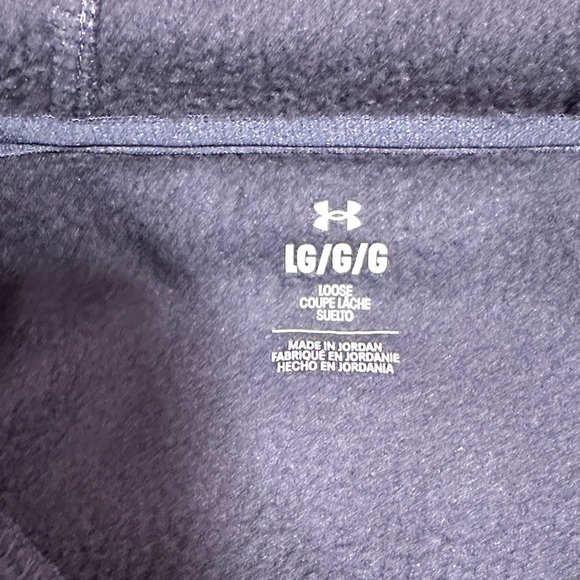 LG/G/G
LOOSE
COUPE LÂCHE
SUELTO
MADE IN JORDAN
FABRIQUÉ EN JORDANIE
HECHO EN JORDANIA